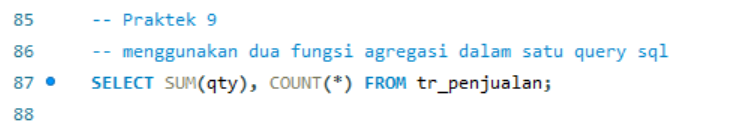 85 -- Praktek 9
86 -- menggunakan dua fungsi agregasi dalam satu query sql
87 SELECT SUM(qty), COUNT(*) FROM tr_penjualan;
88